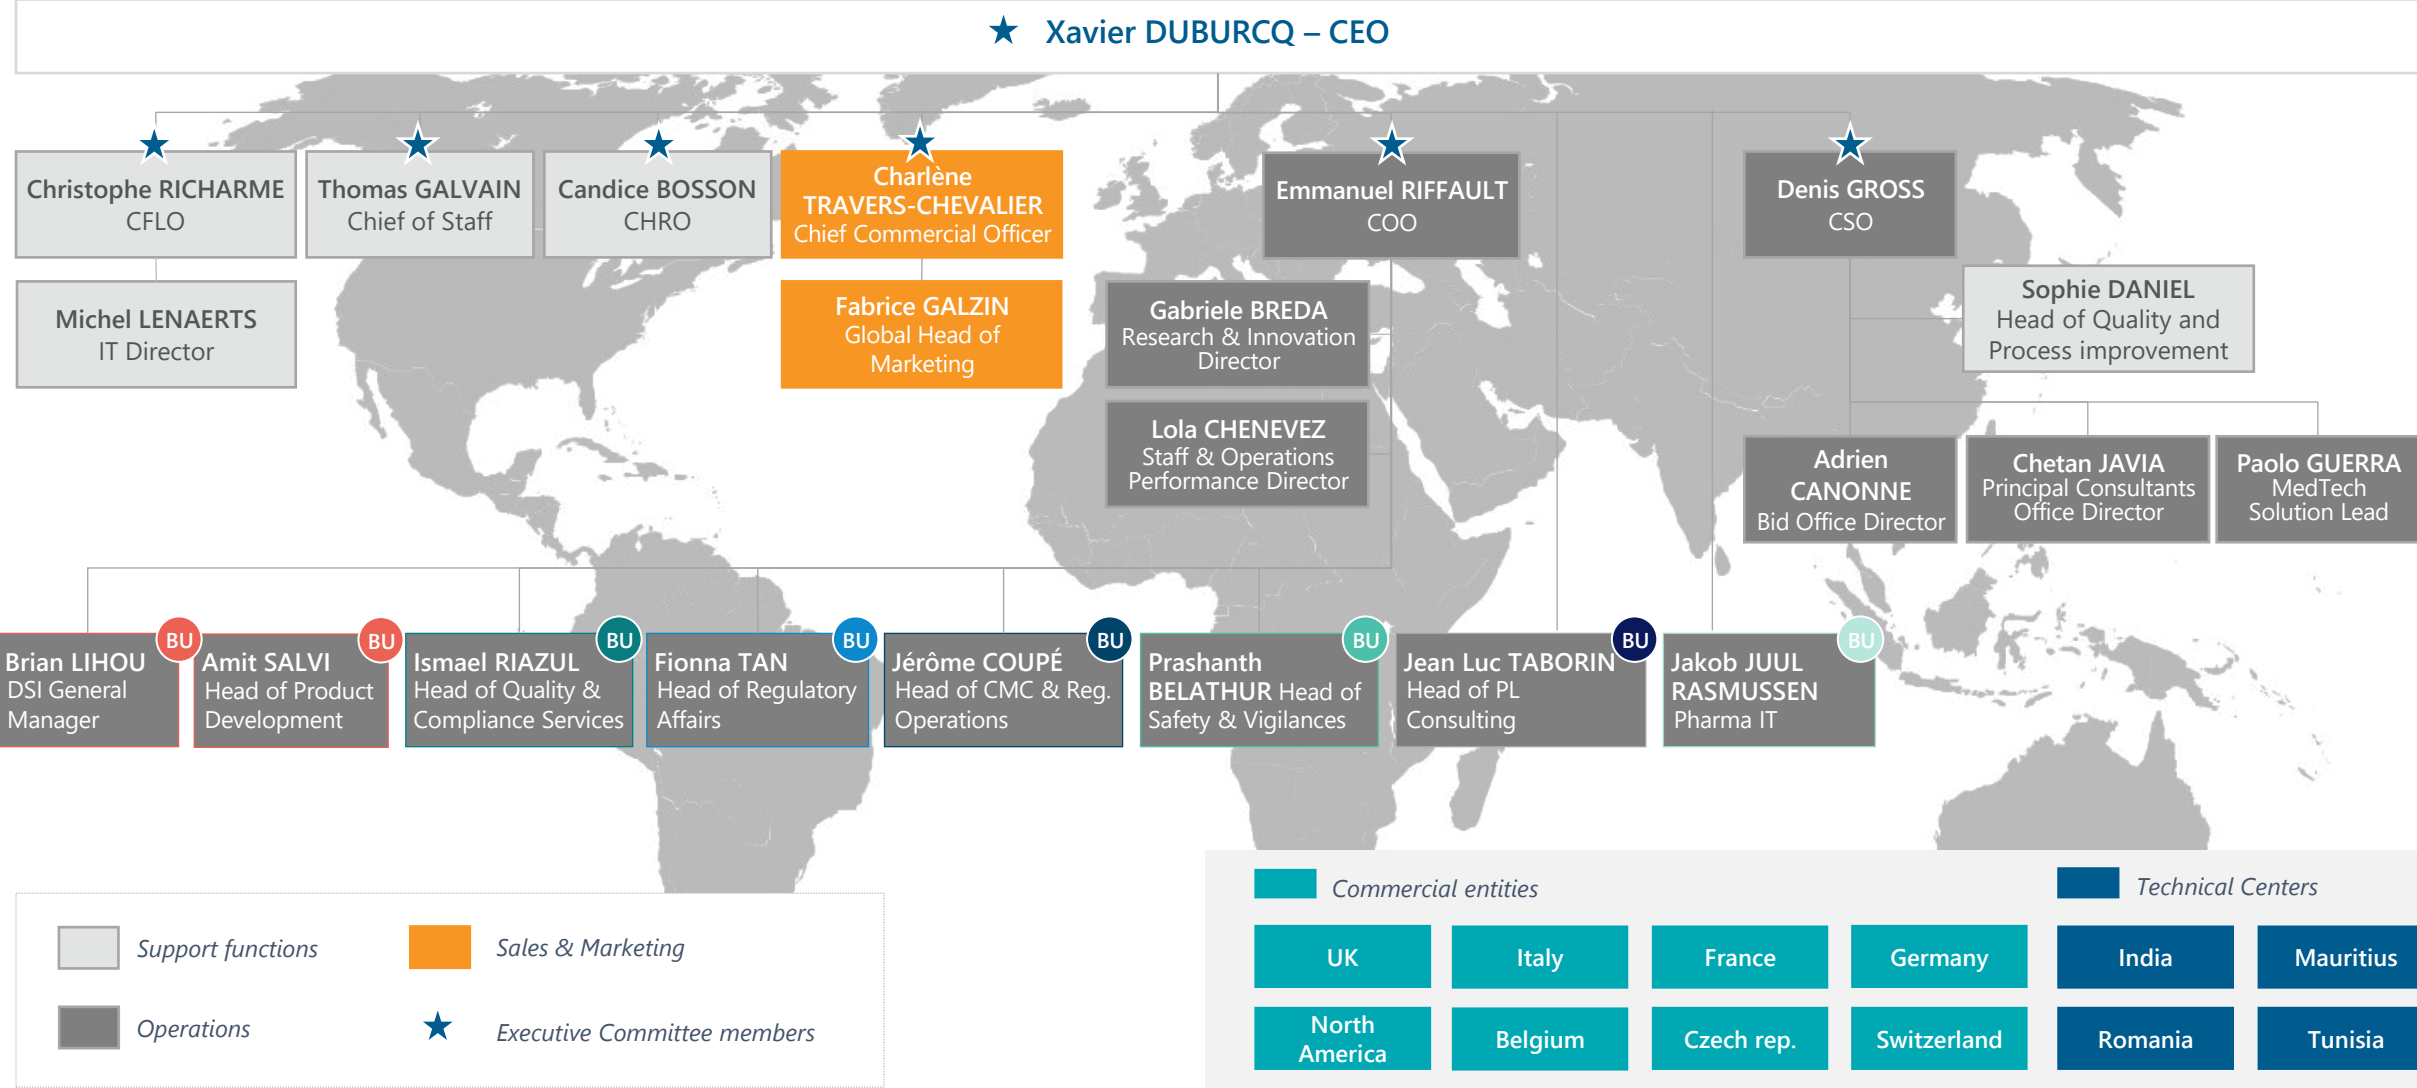 Xavier DUBURCQ – CEO
Christophe RICHARME
CFLO
Thomas GALVAIN
Chief of Staff
Candice BOSSON
CHRO
Charlène
TRAVERS-CHEVALIER
Chief Commercial Officer
Emmanuel RIFFAULT
COO
Denis GROSS
CSO
Michel LENAERTS
IT Director
Fabrice GALZIN
Global Head of
Marketing
Gabriele BREDA
Research & Innovation
Director
Sophie DANIEL
Head of Quality and
Process improvement
Lola CHENEVEZ
Staff & Operations
Performance Director
Adrien
CANONNE
Bid Office Director
Chetan JAVIA
Principal Consultants
Office Director
Paolo GUERRA
MedTech
Solution Lead
BU
Brian LIHOU
DSI General
Manager
BU
Amit SALVI
Head of Product
Development
BU
Ismael RIAZUL
Head of Quality &
Compliance Services
BU
Fionna TAN
Head of Regulatory
Affairs
BU
Jérôme COUPÉ
Head of CMC & Reg.
Operations
BU
Prashanth
BELATHUR Head of
Safety & Vigilances
BU
Jean Luc TABORIN
Head of PL
Consulting
BU
Jakob JUUL
RASMUSSEN
Pharma IT
Support functions
Sales & Marketing
Operations
Executive Committee members
Commercial entities
Technical Centers
UK
Italy
France
Germany
India
Mauritius
North
America
Belgium
Czech rep.
Switzerland
Romania
Tunisia